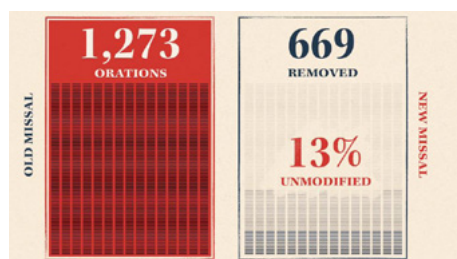 OLD MISSAL
1,273
ORATIONS
669
REMOVED
13%
UNMODIFIED
NEW MISSAL